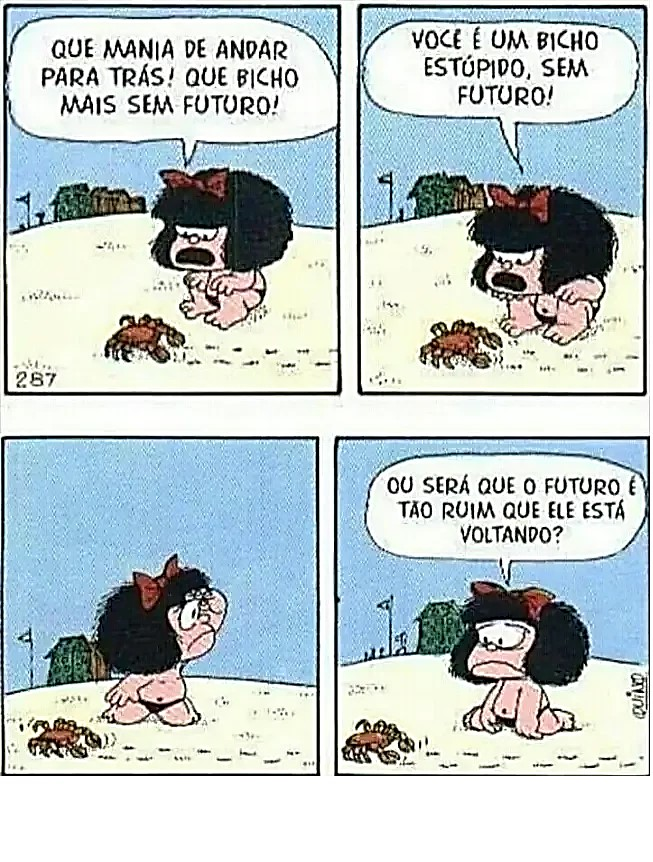 QUE MANIA DE ANDAR
PARA TRÁS! QUE BICHO
MAIS SEM FUTURO!
287
VOCÊ É UM BICHO
ESTÚPIDO, SEM
FUTURO!
OU SERÁ QUE O FUTURO É
TÃO RUIM QUE ELE ESTÁ
VOLTANDO?
QUINO